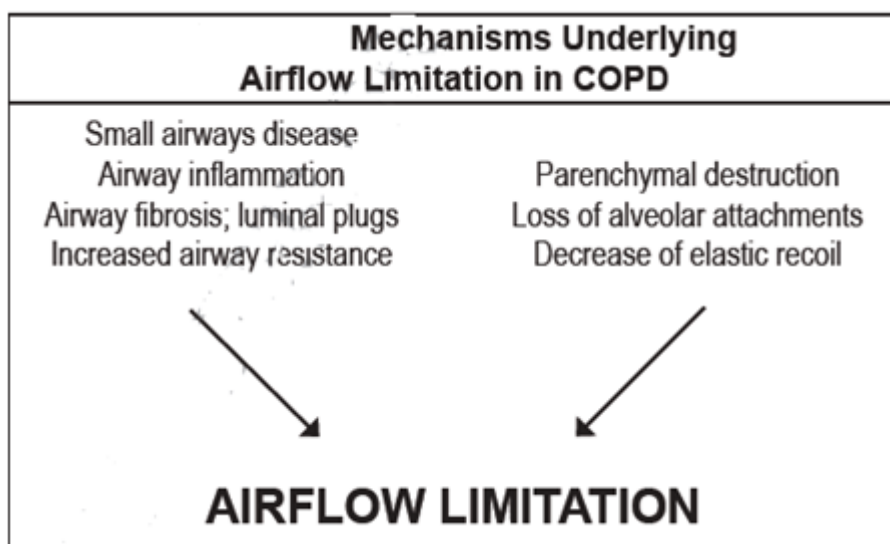 Mechanisms Underlying
Airflow Limitation in COPD
Small airways disease
Airway inflammation
Airway fibrosis; luminal plugs
Increased airway resistance
Parenchymal destruction
Loss of alveolar attachments
Decrease of elastic recoil
AIRFLOW LIMITATION